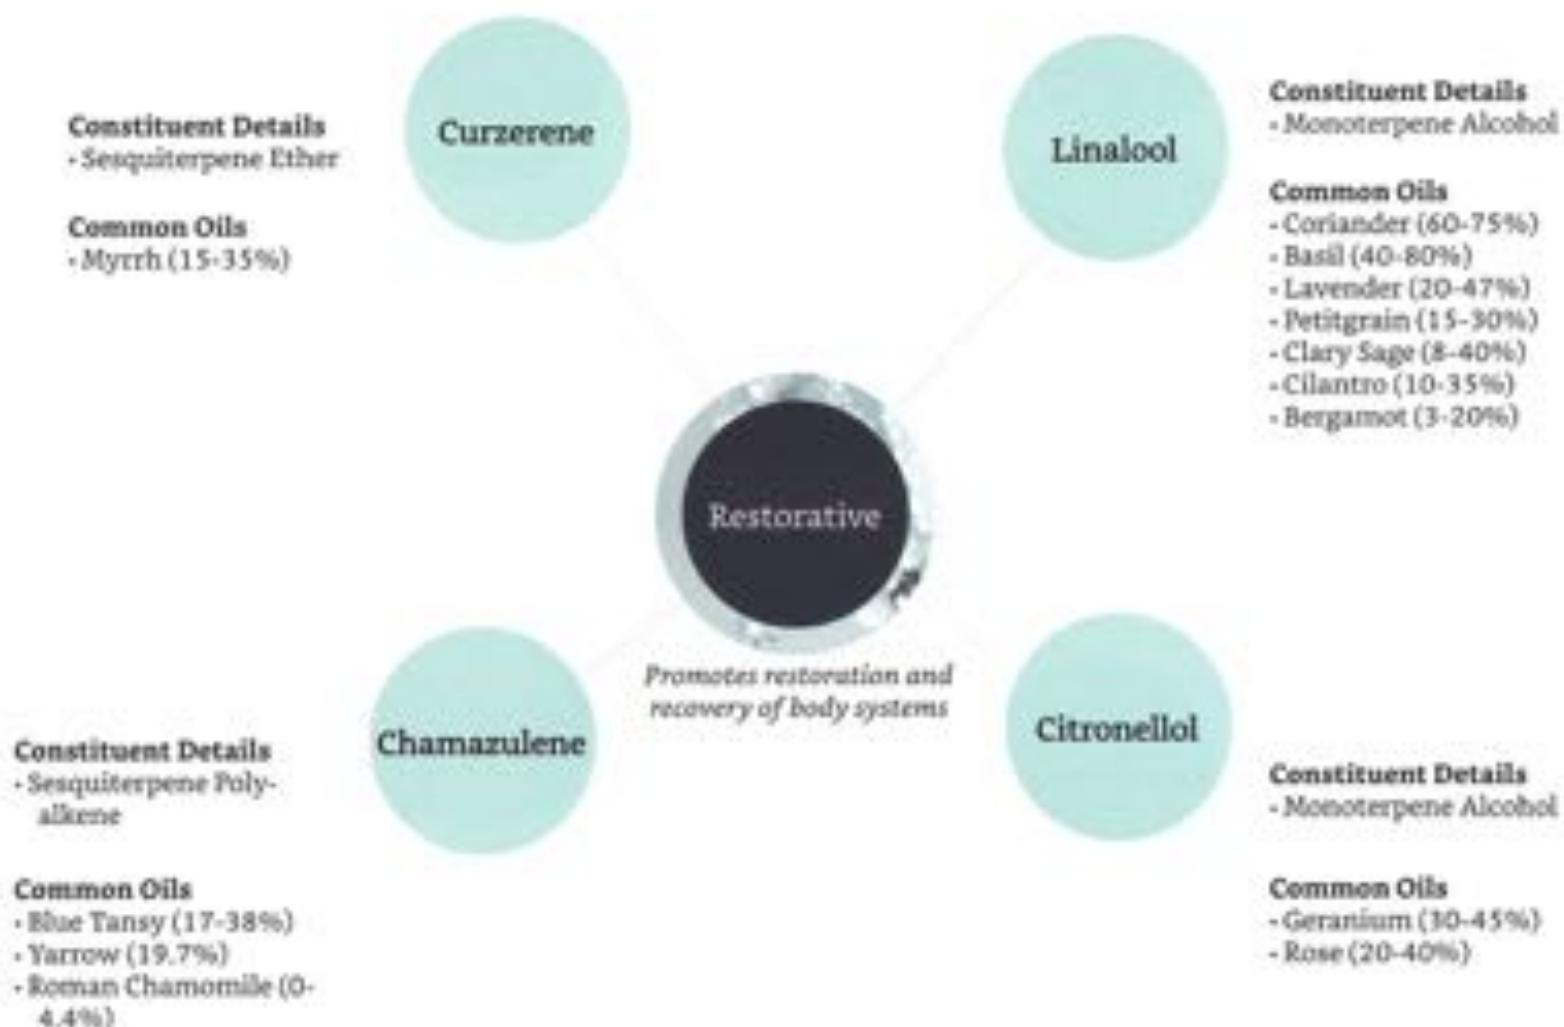 Curzerene
Constituent Details
- Sesquiterpene Ether
Common Oils
- Myrrh (15-35%)
Linalool
Constituent Details
- Monoterpene Alcohol
Common Oils
- Coriander (60-75%)
- Basil (40-80%)
- Lavender (20-47%)
- Petitgrain (15-30%)
- Clary Sage (8-40%)
- Cilantro (10-35%)
- Bergamot (3-20%)
Restorative
Promotes restoration and
recovery of body systems
Chamazulene
Constituent Details
- Sesquiterpene Poly-
alkene
Common Oils
- Blue Tansy (17-38%)
- Yarrow (19.7%)
- Roman Chamomile (0-
4.4%)
Citronellol
Constituent Details
- Monoterpene Alcohol
Common Oils
- Geranium (30-45%)
- Rose (20-40%)